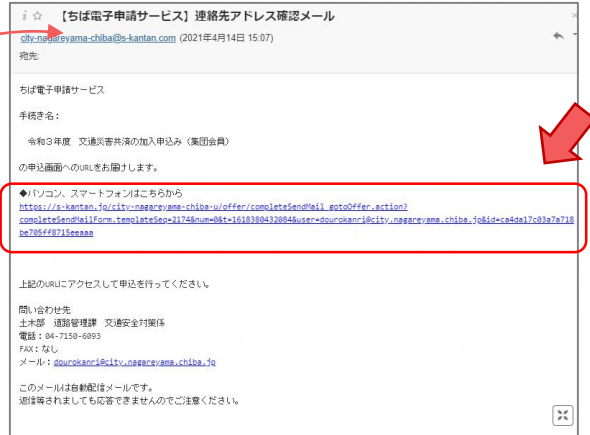 【ちば電子申請サービス】連絡先アドレス確認メール
city-nagareyama-chiba@s-kantan.com (2021年4月14日 15:07)
宛先:
ちば電子申請サービス
手続き名：
令和３年度 交通災害共済の加入申込み（集団会員）
の申込画面へのURLをお届けします。
◆パソコン、スマートフォンはこちらから
https://s-kantan.jp/city-nagareyama-chiba-u/offer/completeSendMail_gotoOffer.action?
completeSendMailForm.templateSeq=2174&num=0&t=1618380432084&user=dourokanri@city.nagareyama.chiba.jp&id=ca4da17c03a7a718
be705ff8715eeaaa
上記のURLにアクセスして申込を行ってください。
問い合わせ先
土木部 道路管理課 交通安全対策係
電話：04-7150-6093
FAX：なし
メール：dourokanri@city.nagareyama.chiba.jp
このメールは自動配信メールです。
返信等されましても応答できませんのでご注意ください。